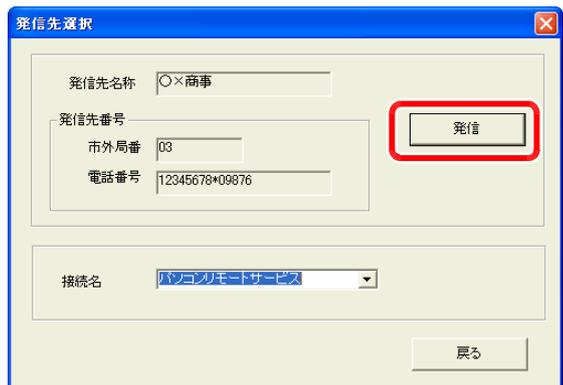 発信先選択
発信先名称 〇×商事
発信先番号
市外局番 03
電話番号 12345678*09876
発信
接続名 パソコンリモートサービス
戻る